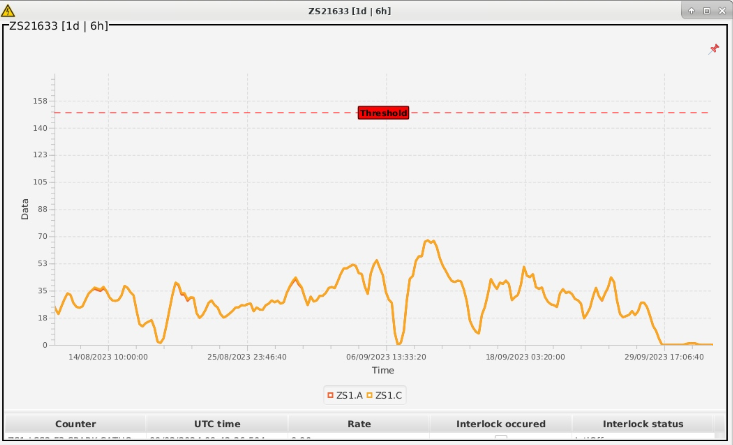 ZS21633 [1d | 6h]
ZS21633 [1d | 6h]
158
Threshold
140
123
105
88
70
53
35
18
0
Data
14/08/2023 10:00:00 25/08/2023 23:46:40 06/09/2023 13:33:20 18/09/2023 03:20:00 29/09/2023 17:06:40
Time
ZS1.A ZS1.C
Counter UTC time Rate Interlock occured Interlock status